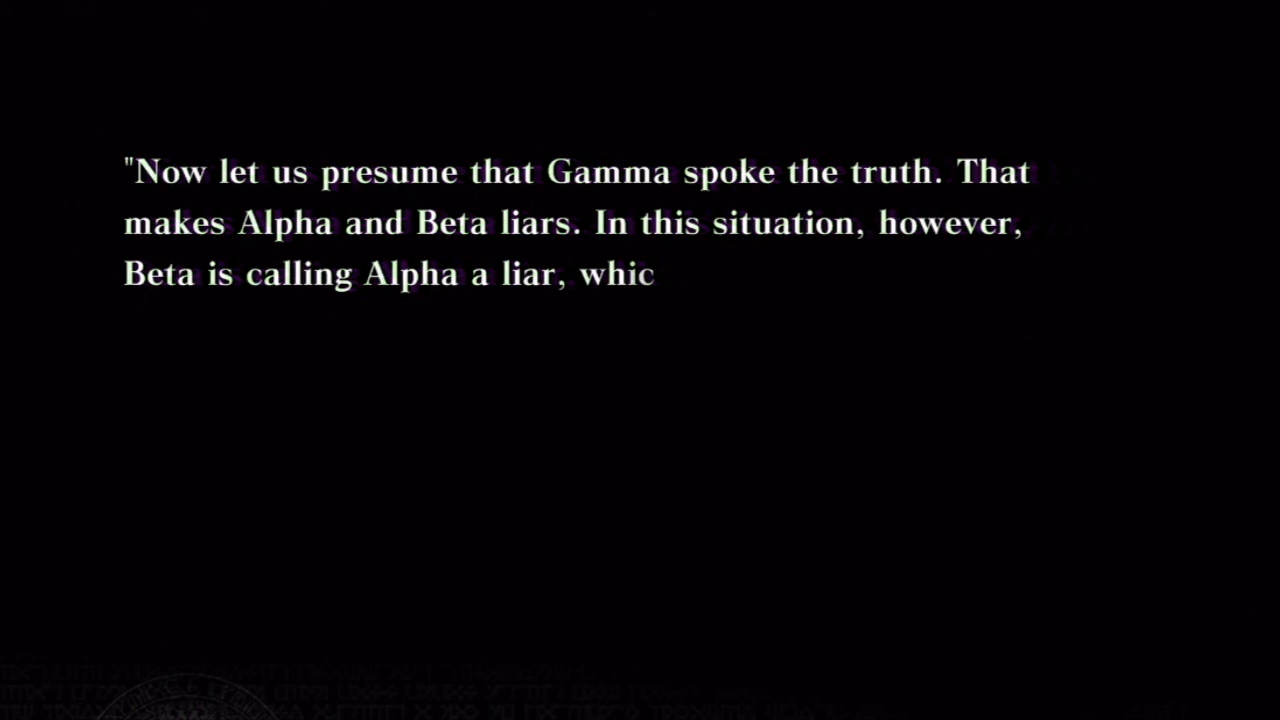 "Now let us presume that Gamma spoke the truth. That
makes Alpha and Beta liars. In this situation, however,
Beta is calling Alpha a liar, whic